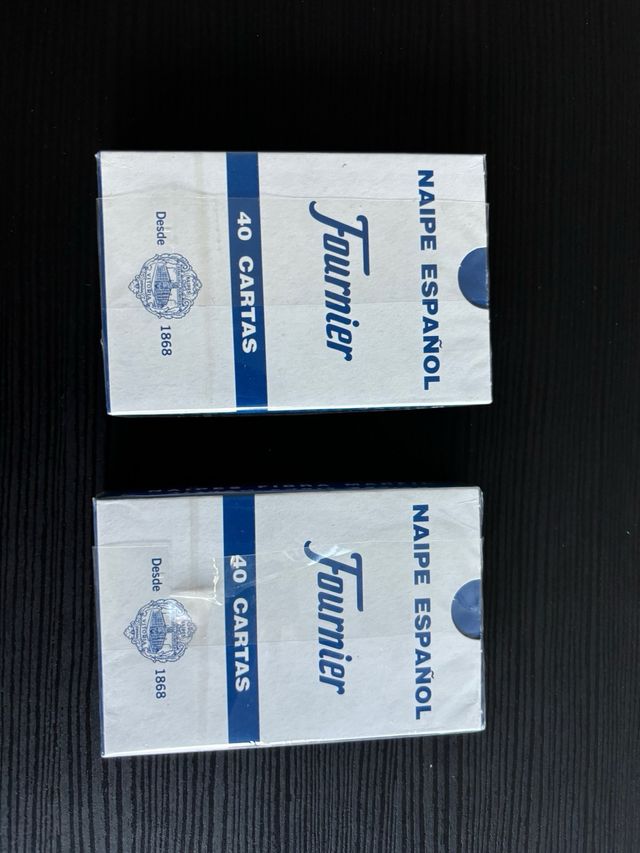 NAIPE ESPAÑOL
Fournier
40 CARTAS
Desde 1868
NAIPE ESPAÑOL
Fournier
40 CARTAS
Desde 1868